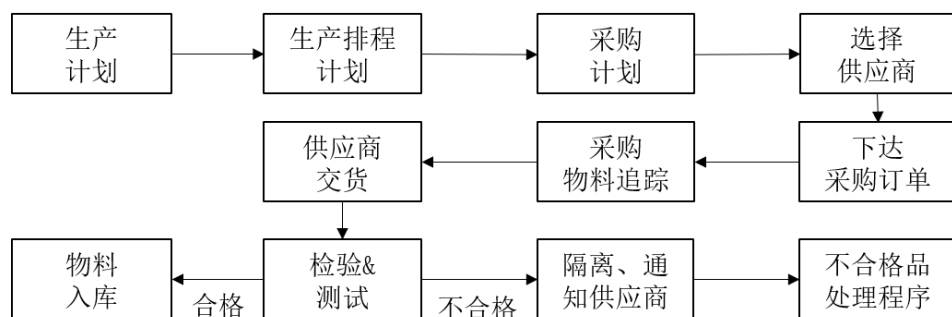 生产
计划
生产排程
计划
采购
计划
选择
供应商
供应商
交货
采购
物料追踪
下达
采购订单
物料
入库
合格
检验&
测试
不合格
隔离、通
知供应商
不合格品
处理程序